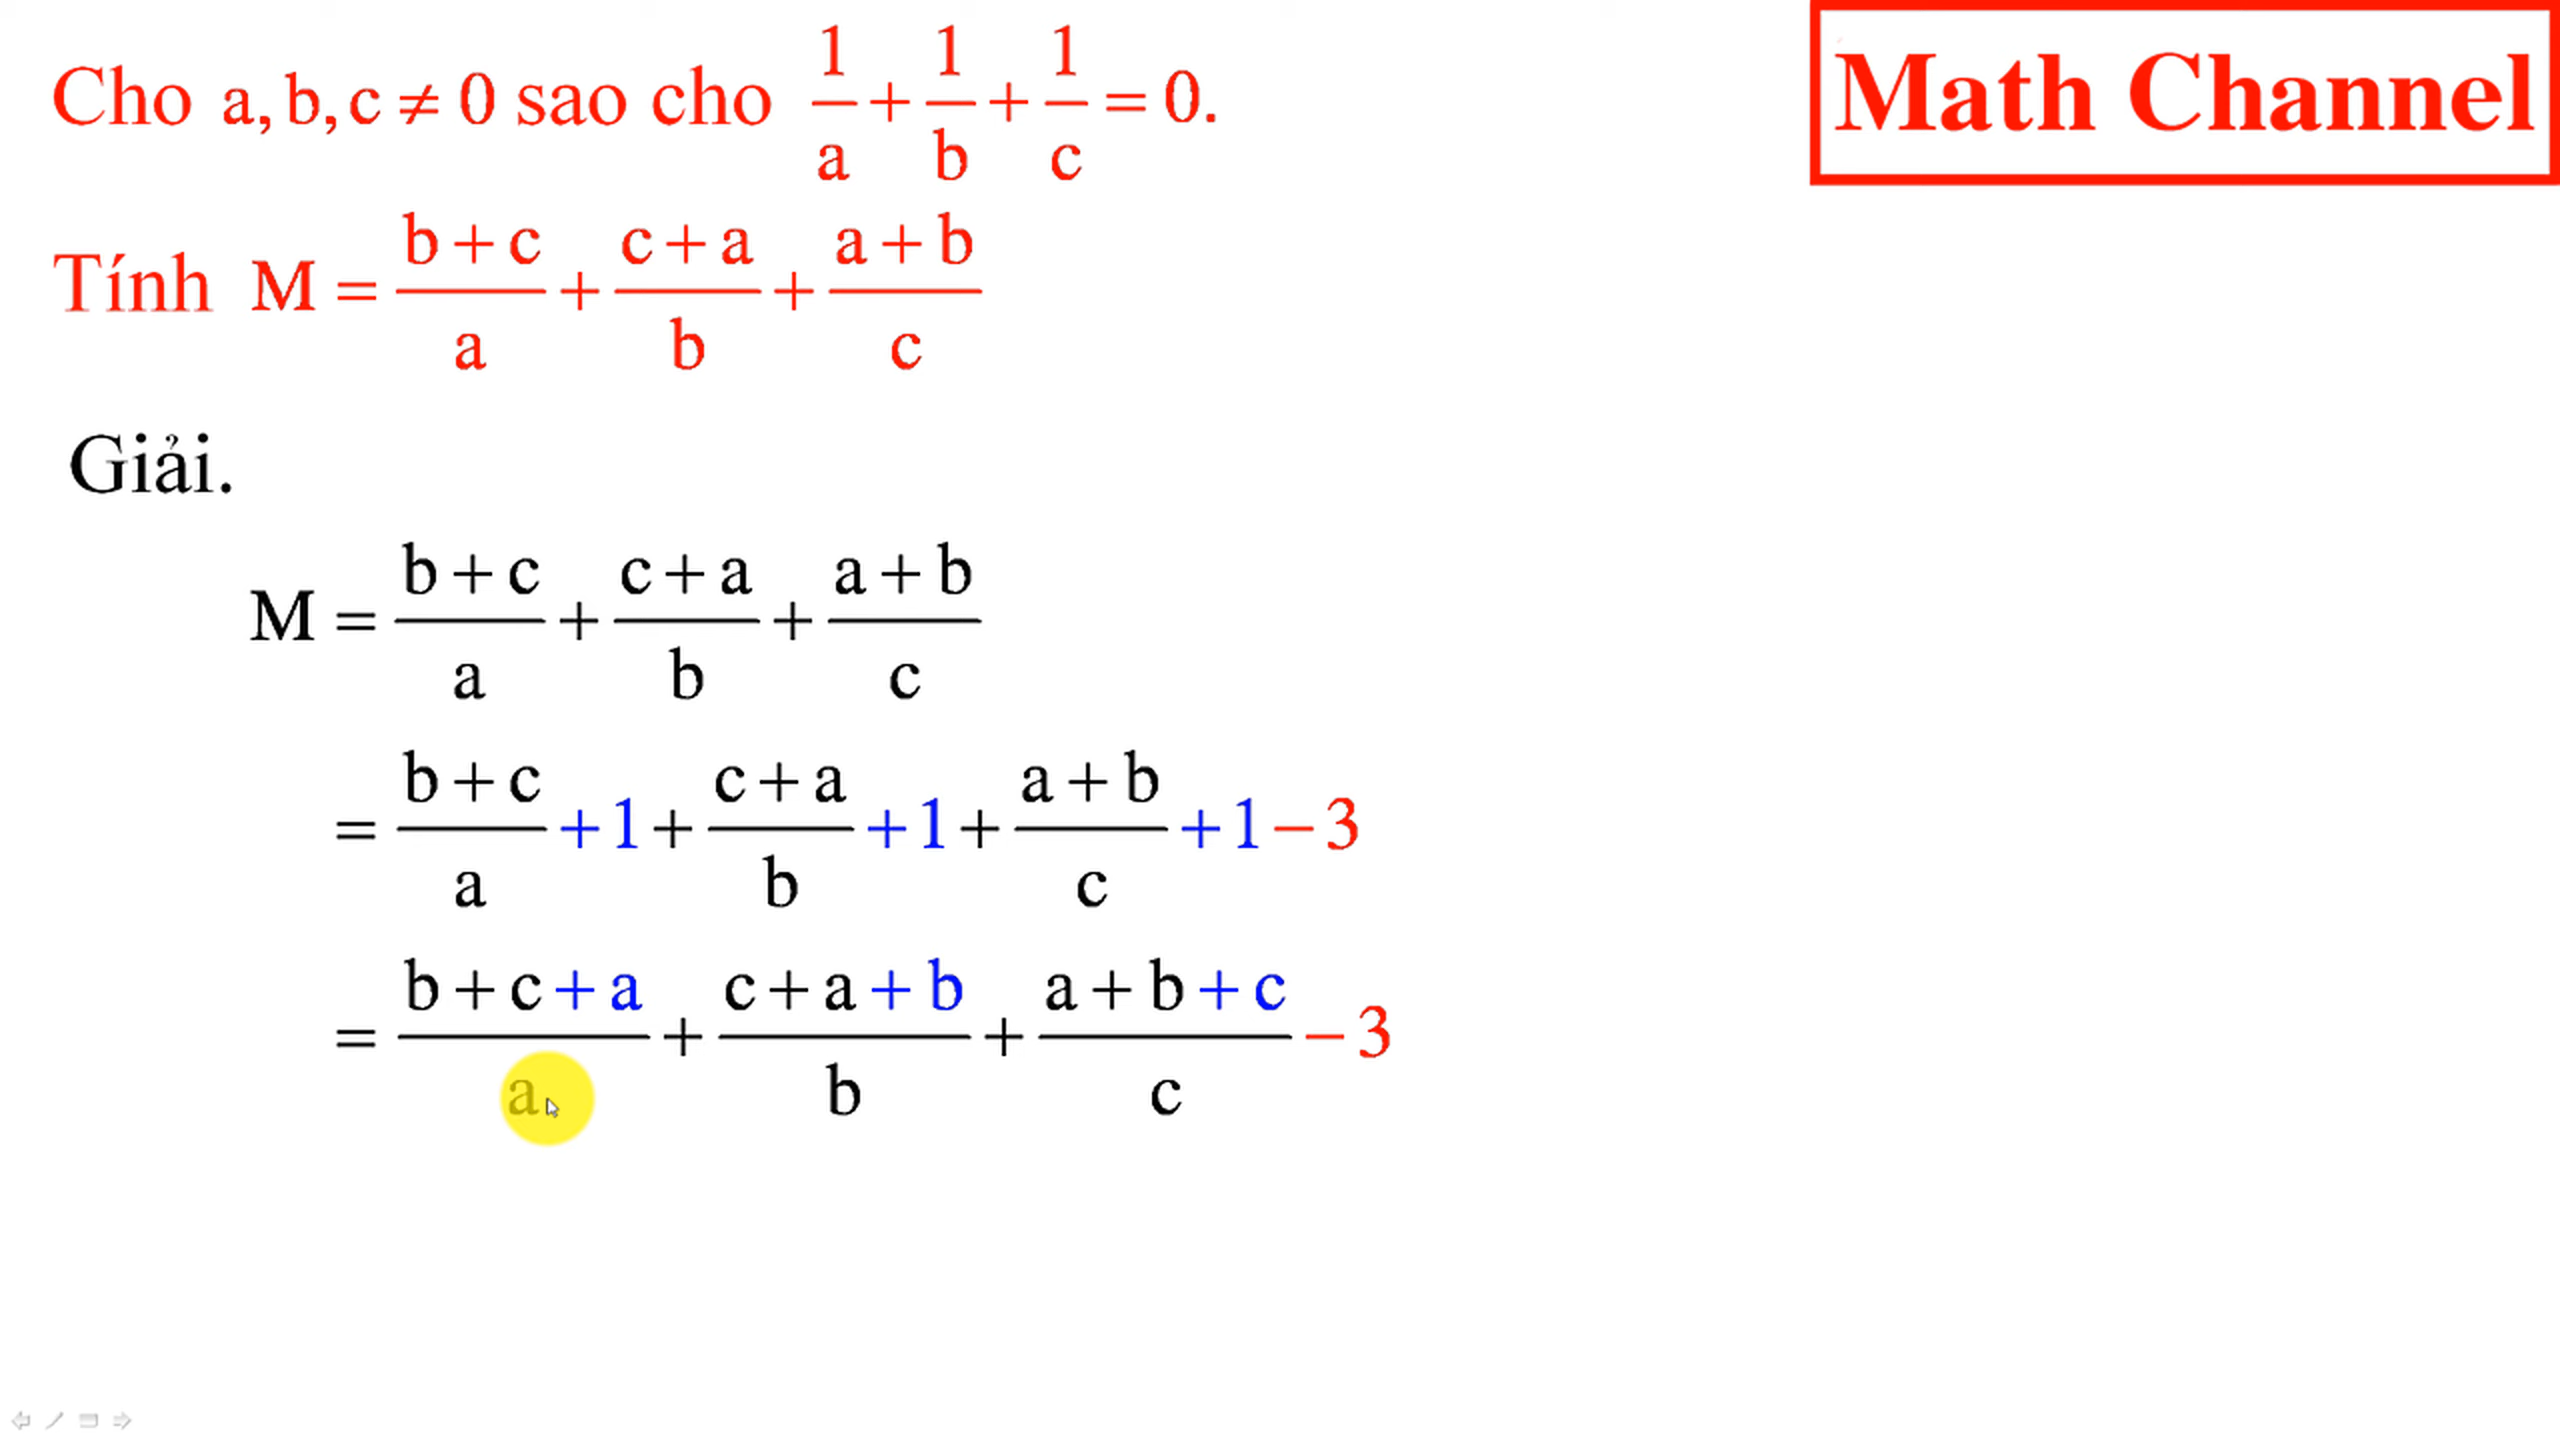 Cho a, b, c ≠ 0 sao cho 1/a + 1/b + 1/c = 0.
Math Channel
Tính M = (b + c)/a + (c + a)/b + (a + b)/c
Giải.
M = (b + c)/a + (c + a)/b + (a + b)/c
= (b + c)/a + 1 + (c + a)/b + 1 + (a + b)/c + 1 − 3
= (b + c + a)/a + (c + a + b)/b + (a + b + c)/c − 3